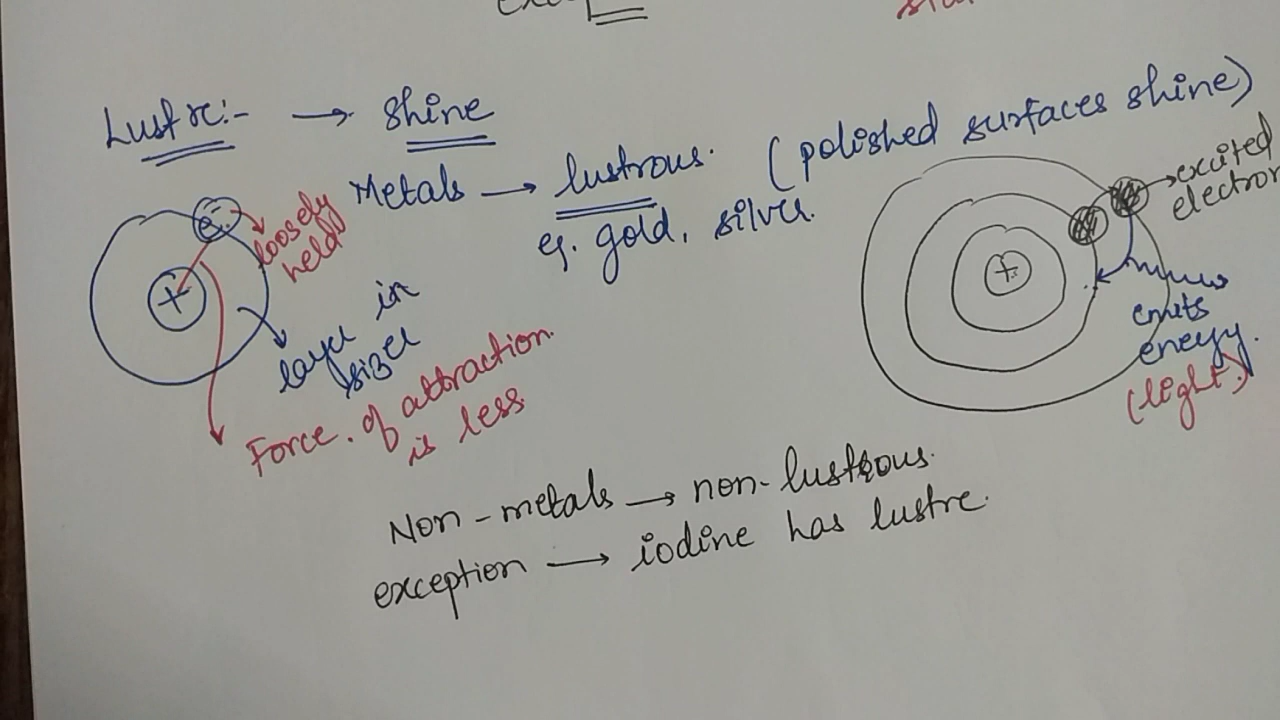 Lustre:- → shine
Metals → lustrous. (polished surfaces shine)
eg. gold, silver.
e-
loosely
held
+
layer in
size
Force. of attraction
is less.
excited
electron
+
emits
energy.
(light)
Non-metals → non-lustrous.
exception → iodine has lustre.